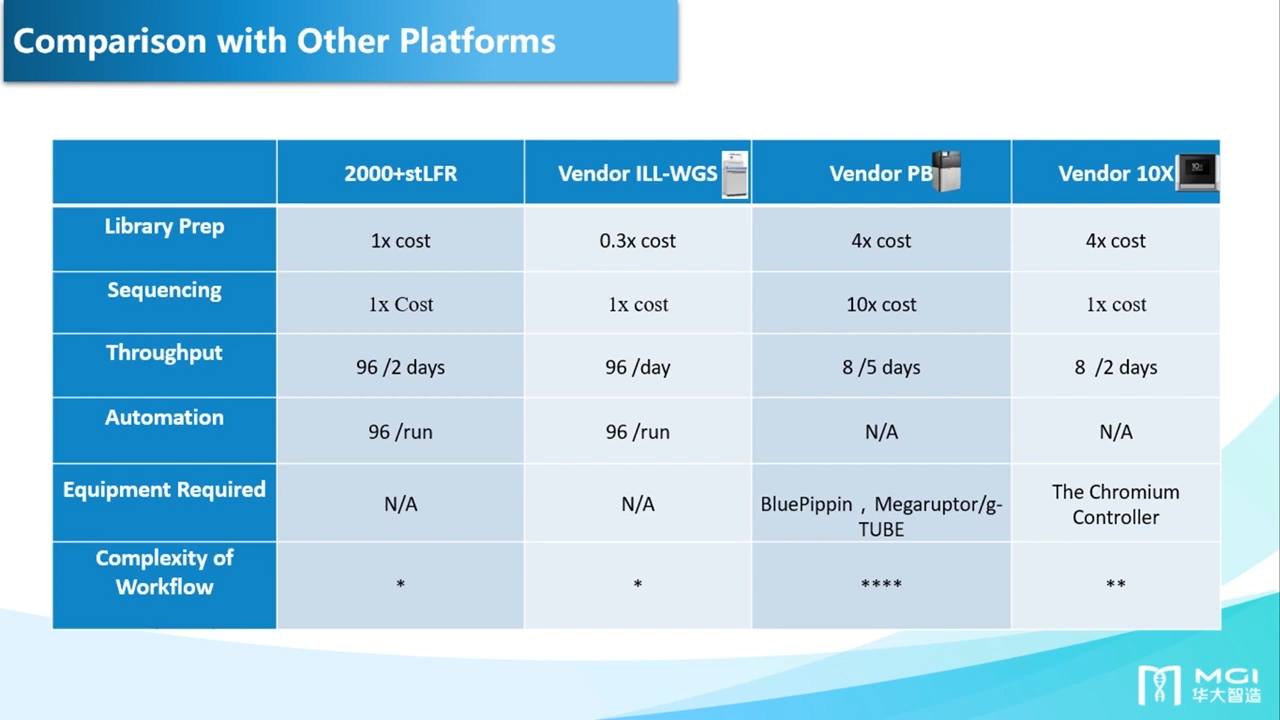 Comparison with Other Platforms
2000+stLFR
Vendor ILL-WGS
Vendor PB
Vendor 10X
Library Prep
1x cost
0.3x cost
4x cost
4x cost
Sequencing
1x Cost
1x cost
10x cost
1x cost
Throughput
96 /2 days
96 /day
8 /5 days
8 /2 days
Automation
96 /run
96 /run
N/A
N/A
Equipment Required
N/A
N/A
BluePippin，Megaruptor/g-
TUBE
The Chromium
Controller
Complexity of
Workflow
*
*
****
**
MGI
华大智造